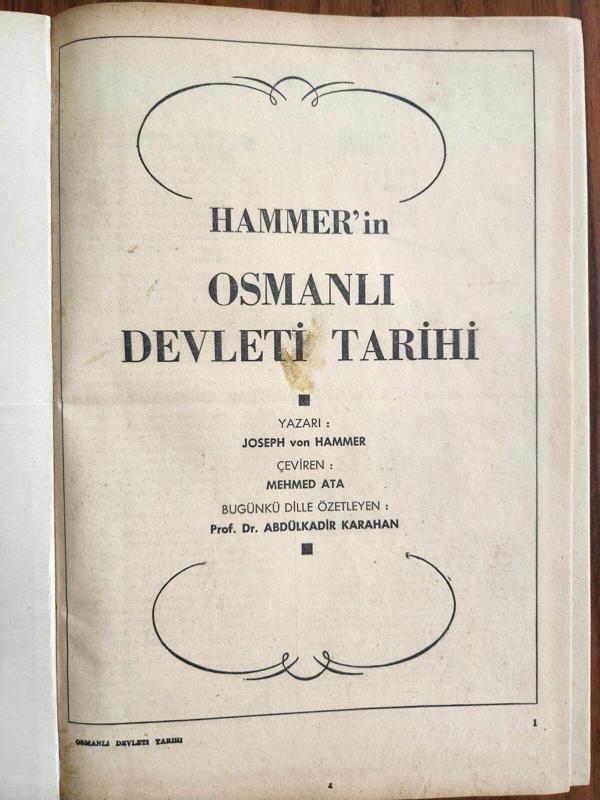 HAMMER'in
OSMANLI
DEVLETİ TARİHİ
YAZARI :
JOSEPH von HAMMER
ÇEVİREN :
MEHMED ATA
BUGÜNKÜ DİLLE ÖZETLEYEN :
Prof. Dr. ABDÜLKADİR KARAHAN
1
OSMANLI DEVLETİ TARİHİ